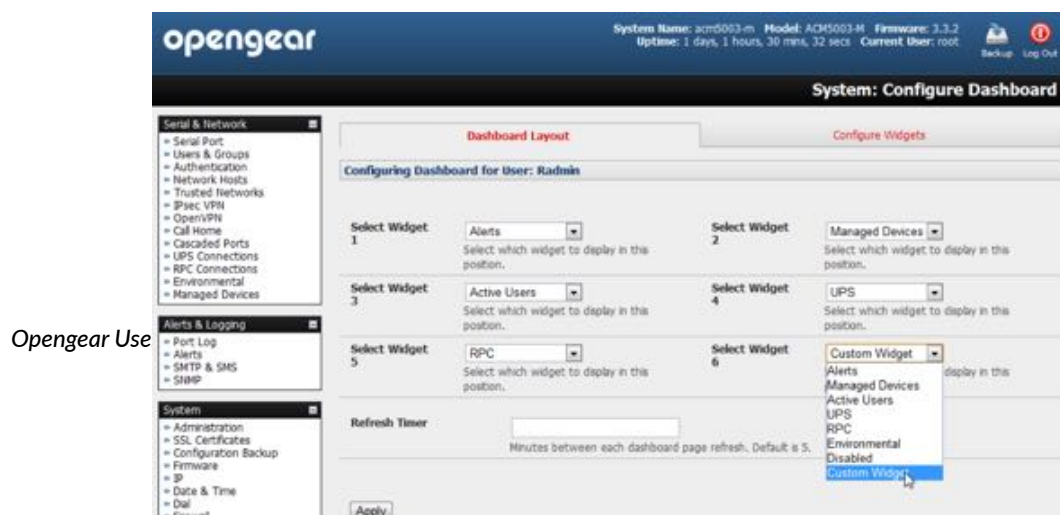 opengear
System Name: acm5003-m Model: ACM5003-M Firmware: 3.3.2
Uptime: 1 days, 1 hours, 30 mins, 32 secs Current User: root
Backup
Log Out
System: Configure Dashboard
Serial & Network
Serial Port
Users & Groups
Authentication
Network Hosts
Trusted Networks
IPsec VPN
OpenVPN
Call Home
Cascaded Ports
UPS Connections
RPC Connections
Environmental
Managed Devices
Opengear Use
Alerts & Logging
Port Log
Alerts
SMTP & SMS
SNMP
System
Administration
SSL Certificates
Configuration Backup
Firmware
IP
Date & Time
Dial
Firewall
Dashboard Layout
Configure Widgets
Configuring Dashboard for User: Radmin
Select Widget
1
Alerts
Select which widget to display in this
position.
Select Widget
2
Managed Devices
Select which widget to display in this
position.
Select Widget
3
Active Users
Select which widget to display in this
position.
Select Widget
4
UPS
Select which widget to display in this
position.
Select Widget
5
RPC
Select which widget to display in this
position.
Select Widget
6
Custom Widget
display in this
Alerts
Managed Devices
Active Users
UPS
RPC
Environmental
Disabled
Custom Widget
Refresh Timer
Minutes between each dashboard page refresh. Default is 5.
Apply